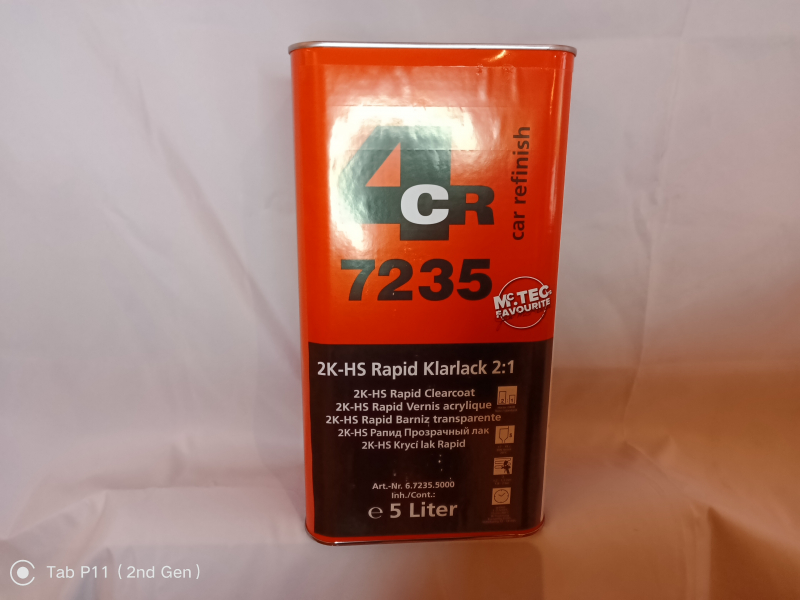 4CR
car refinish
7235
Mc.TEC's
FAVOURITE
2K-HS Rapid Klarlack 2:1
2K-HS Rapid Clearcoat
2K-HS Rapid Vernis acrylique
2K-HS Rapid Barniz transparente
2K-HS Рапид Прозрачный лак
2K-HS Krycí lak Rapid
Art.-Nr. 6.7235.5000
Inh./Cont.:
℮ 5 Liter
Tab P11 (2nd Gen)